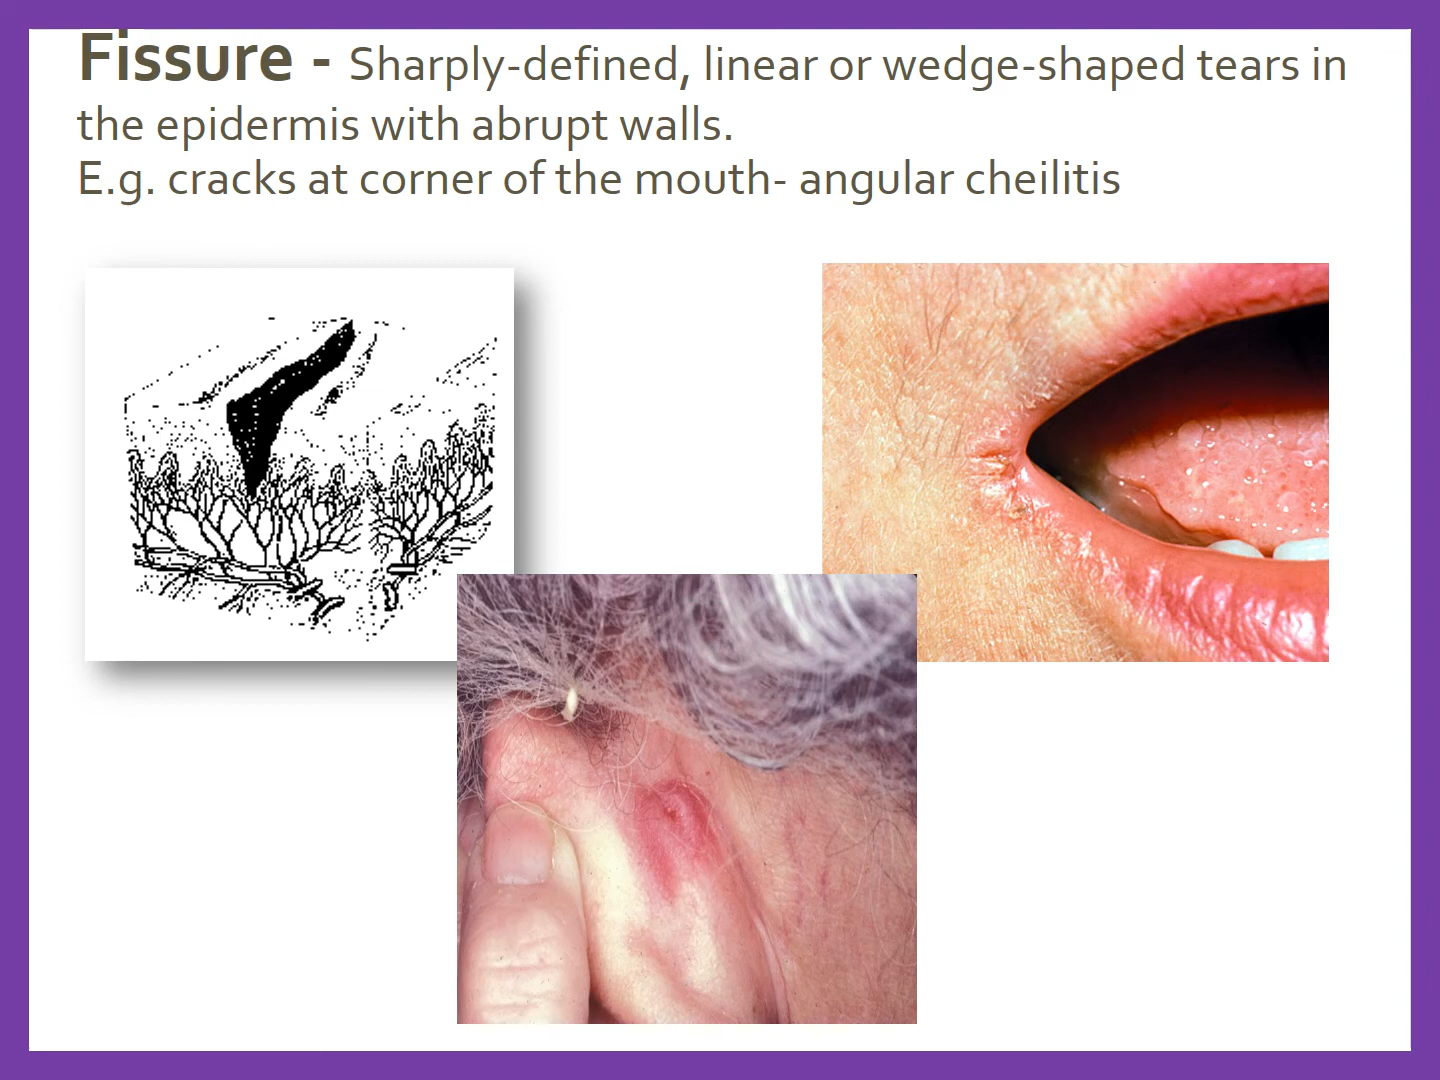 Fissure - Sharply-defined, linear or wedge-shaped tears in
the epidermis with abrupt walls.
E.g. cracks at corner of the mouth- angular cheilitis